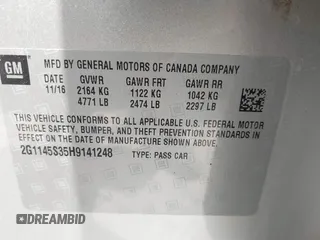 GM
MFD BY GENERAL MOTORS OF CANADA COMPANY
DATE GVWR GAWR FRT GAWR RR
11/16 2164 KG 1122 KG 1042 KG
4771 LB 2474 LB 2297 LB
THIS VEHICLE CONFORMS TO ALL APPLICABLE U.S. FEDERAL MOTOR
VEHICLE SAFETY, BUMPER, AND THEFT PREVENTION STANDARDS IN
EFFECT ON THE DATE OF MANUFACTURE SHOWN ABOVE.
2G1145S35H9141248 TYPE: PASS CAR
AUTOBIDMASTER